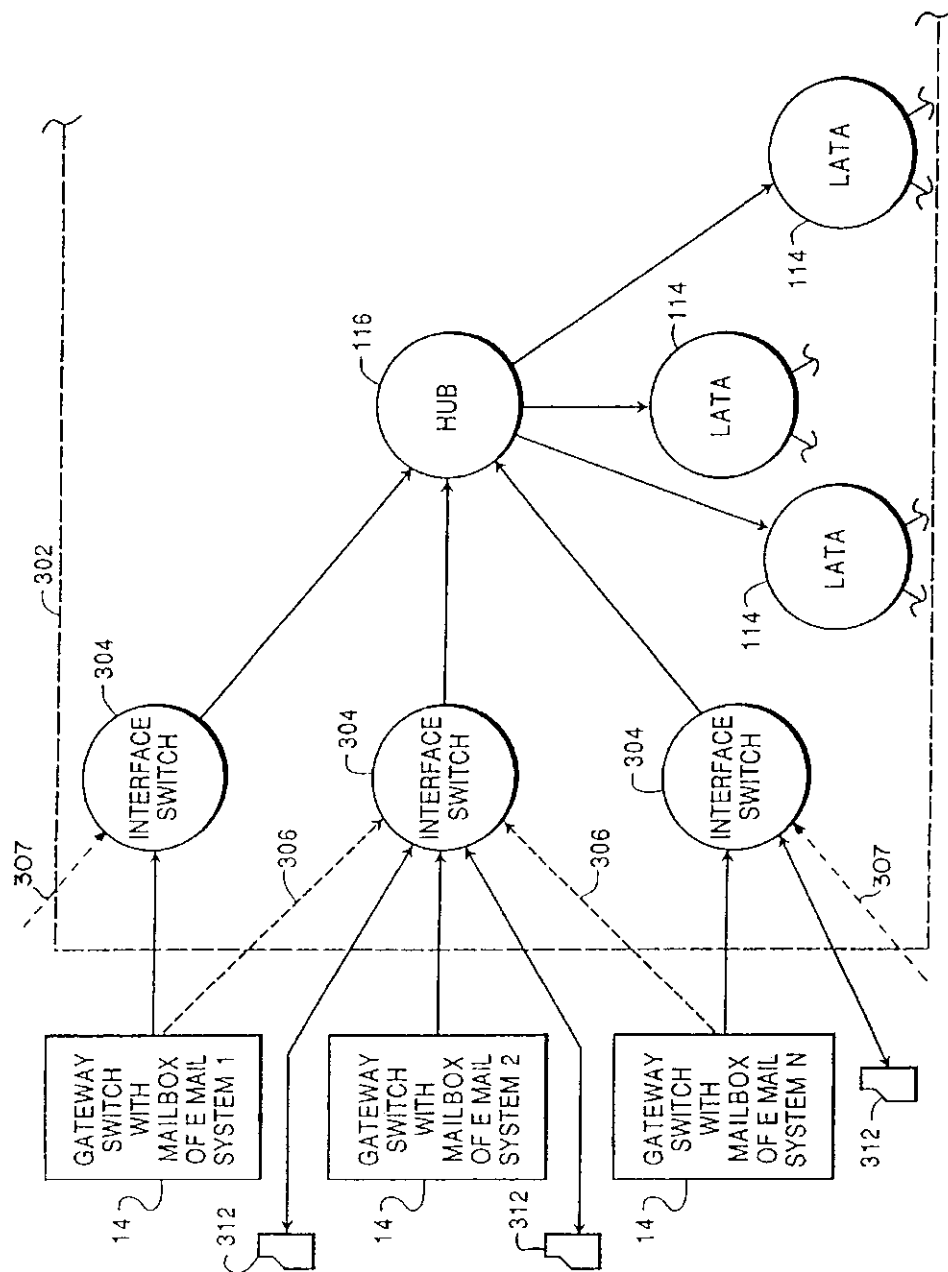 302
307
304
INTERFACE
SWITCH
GATEWAY
SWITCH
WITH
MAILBOX
OF E MAIL
SYSTEM 1
14
312
306
304
INTERFACE
SWITCH
116
HUB
GATEWAY
SWITCH
WITH
MAILBOX
OF E MAIL
SYSTEM 2
14
312
306
304
INTERFACE
SWITCH
307
GATEWAY
SWITCH
WITH
MAILBOX
OF E MAIL
SYSTEM N
14
312
114
LATA
114
LATA
114
LATA